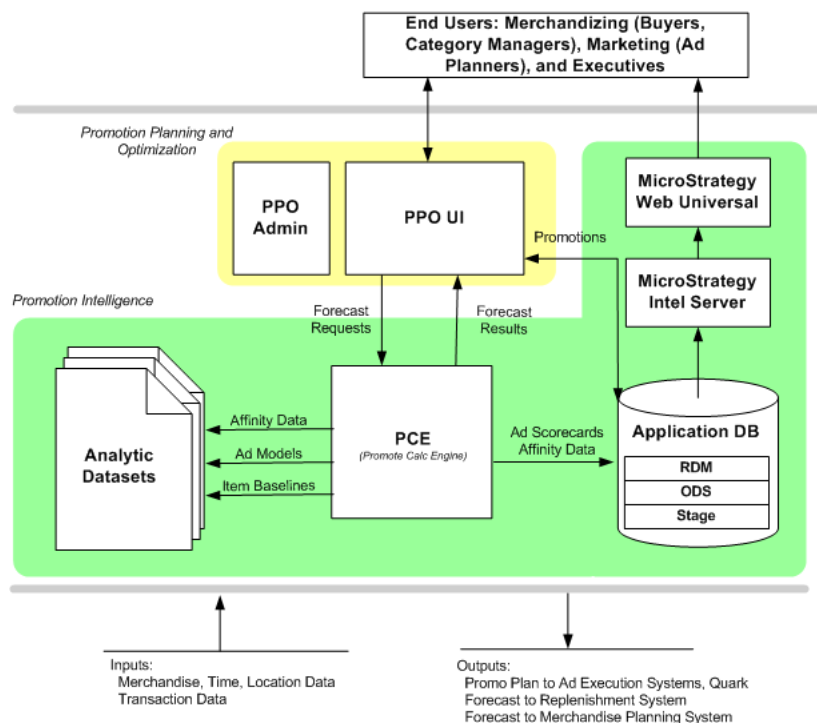 End Users: Merchandizing (Buyers,
Category Managers), Marketing (Ad
Planners), and Executives
Promotion Planning and
Optimization
PPO
Admin
PPO UI
MicroStrategy
Web Universal
Promotions
MicroStrategy
Intel Server
Promotion Intelligence
Forecast
Requests
Forecast
Results
Analytic
Datasets
Affinity Data
Ad Models
Item Baselines
PCE
(Promote Calc Engine)
Ad Scorecards
Affinity Data
Application DB
RDM
ODS
Stage
Inputs:
Merchandise, Time, Location Data
Transaction Data
Outputs:
Promo Plan to Ad Execution Systems, Quark
Forecast to Replenishment System
Forecast to Merchandise Planning System